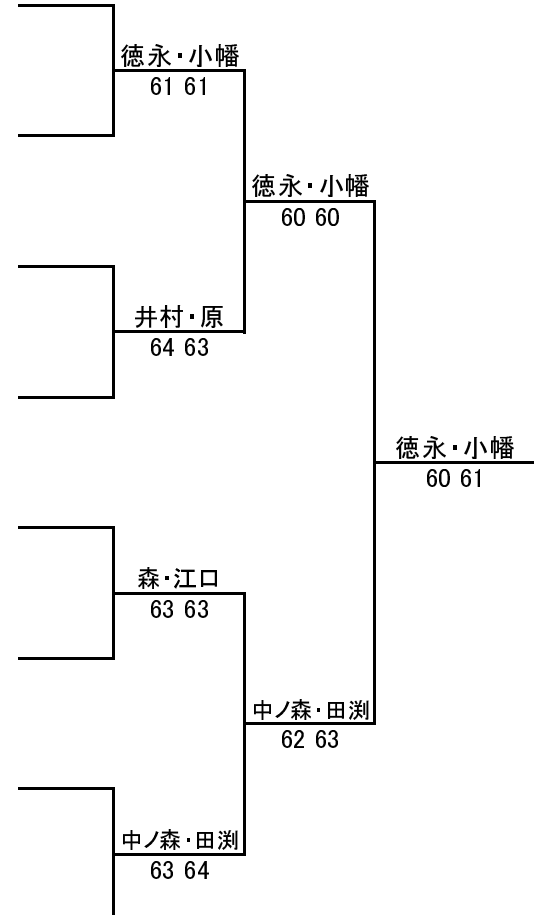 徳永・小幡
61 61
徳永・小幡
60 60
井村・原
64 63
徳永・小幡
60 61
森・江口
63 63
中ノ森・田渕
62 63
中ノ森・田渕
63 64